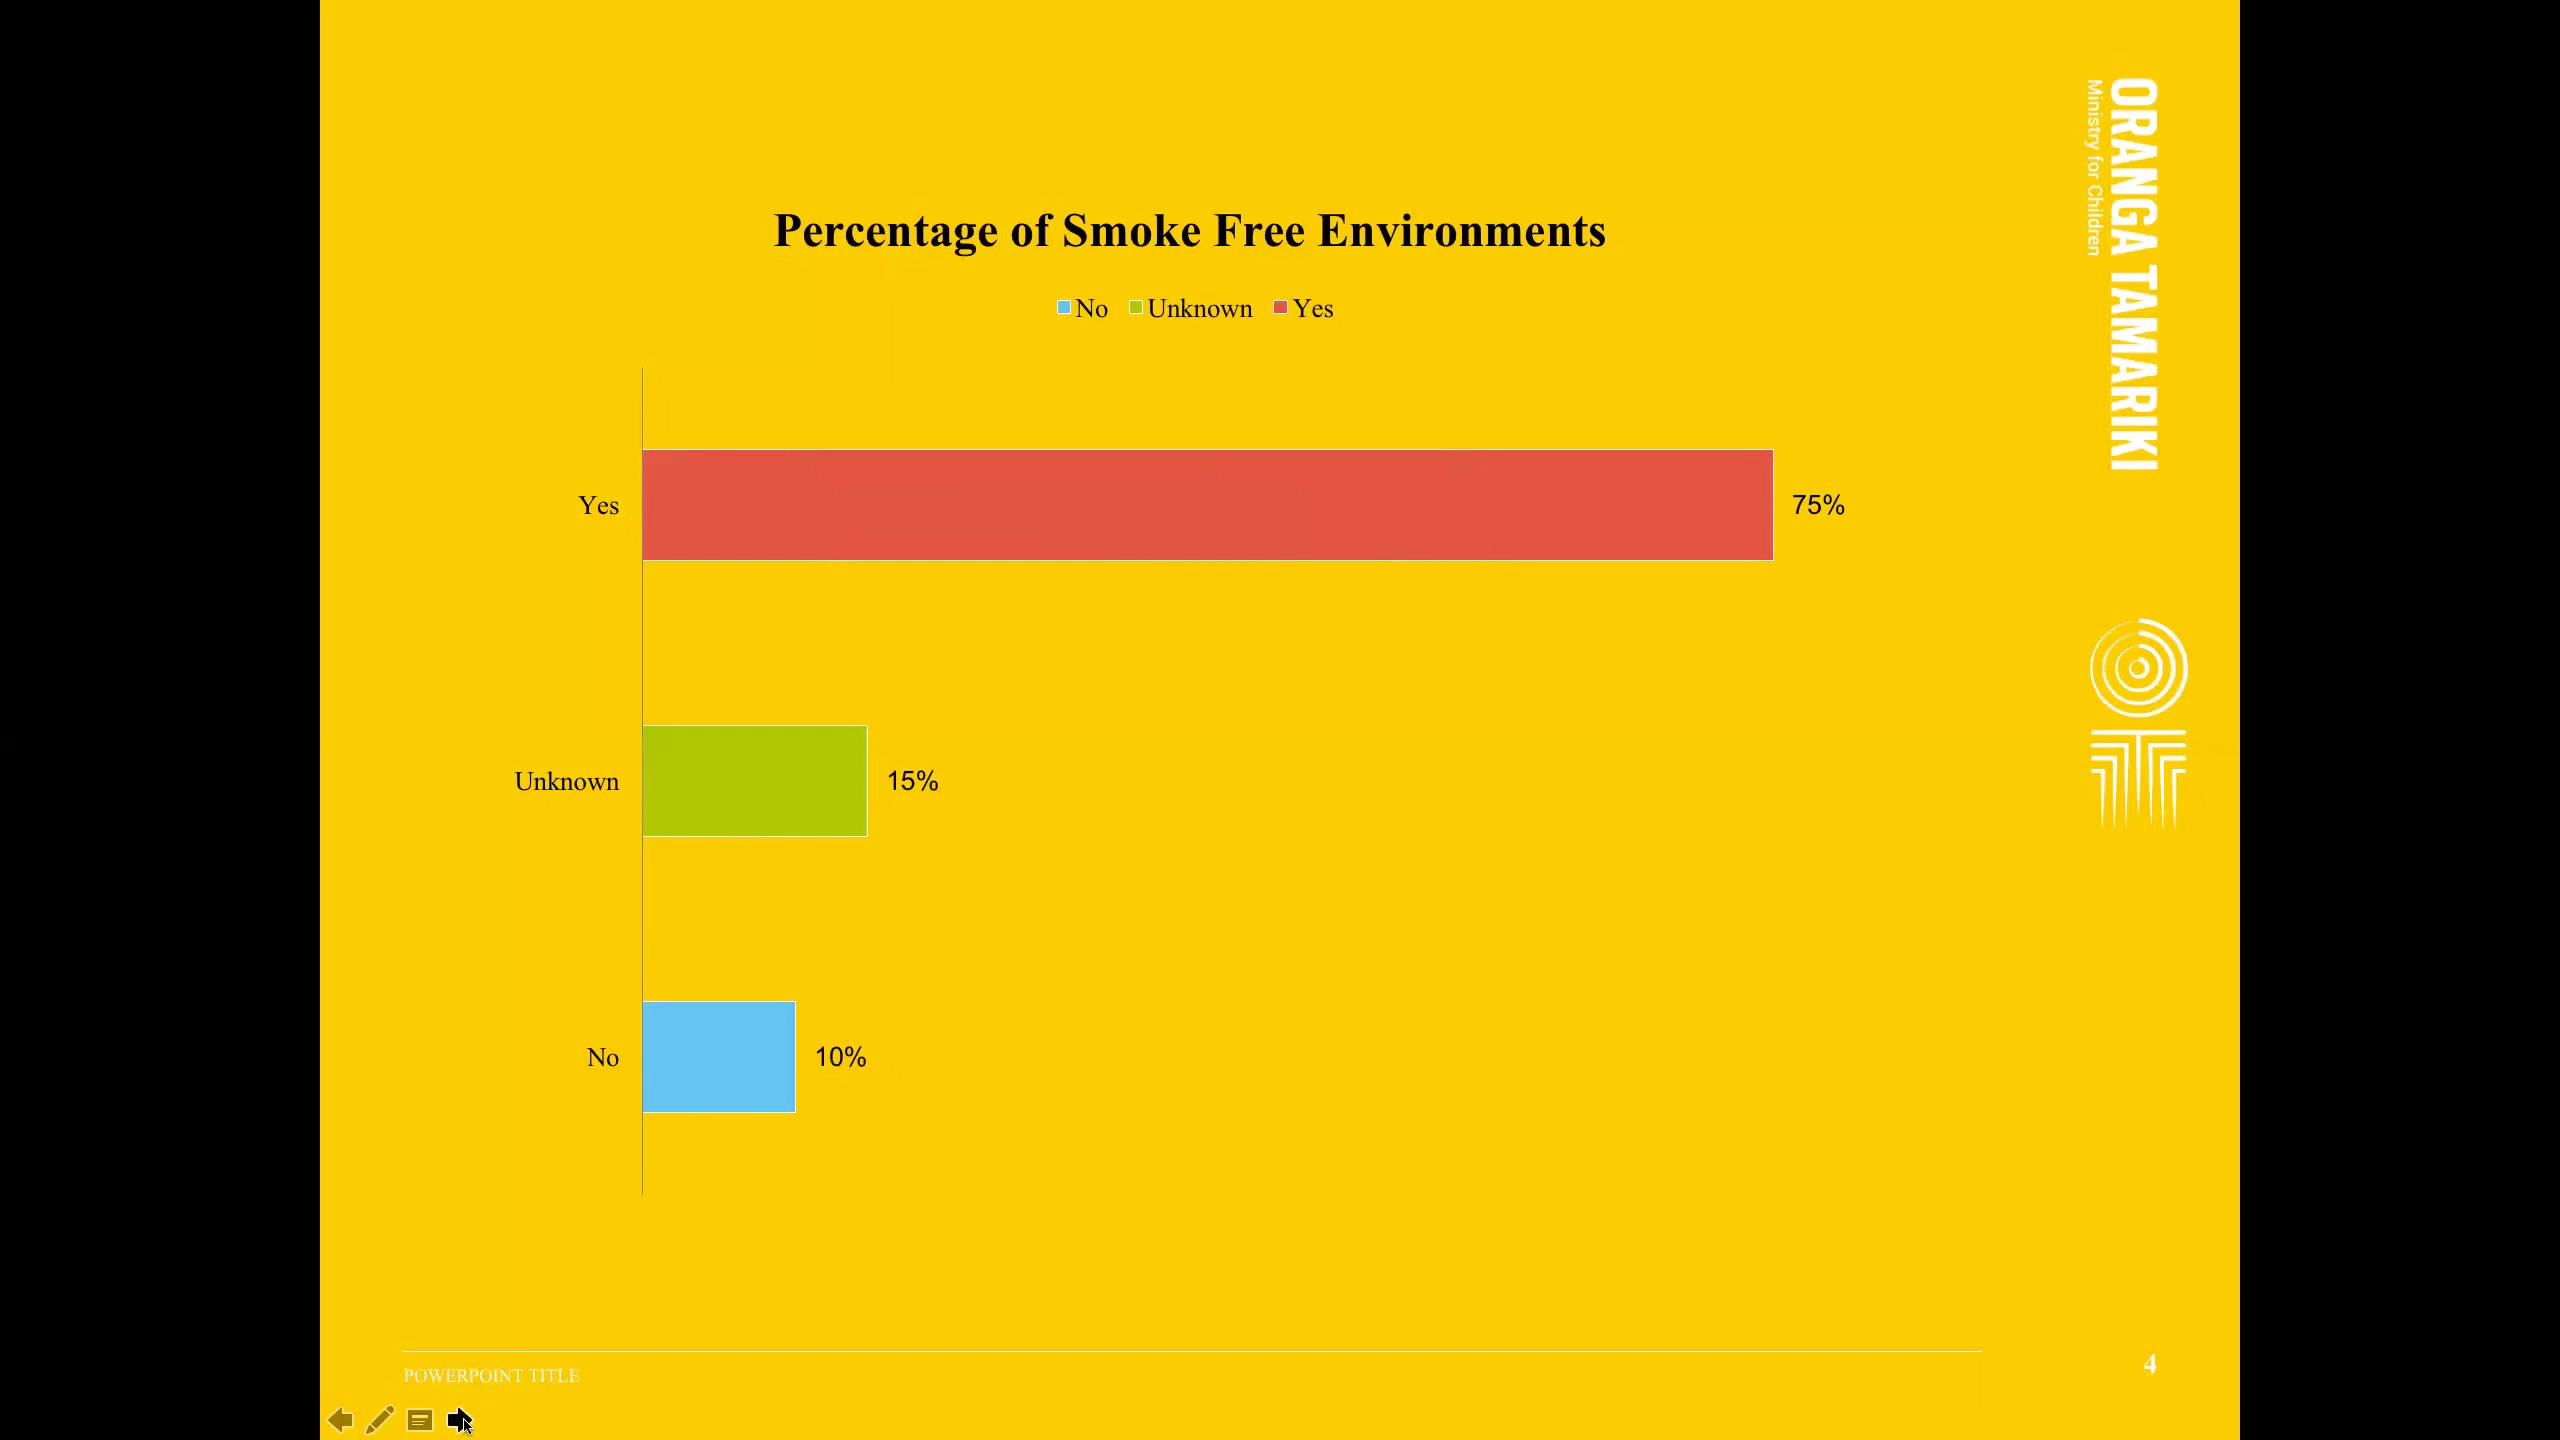 Percentage of Smoke Free Environments
No Unknown Yes
Yes 75%
Unknown 15%
No 10%
ORANGA TAMARIKI
Ministry for Children
POWERPOINT TITLE
4